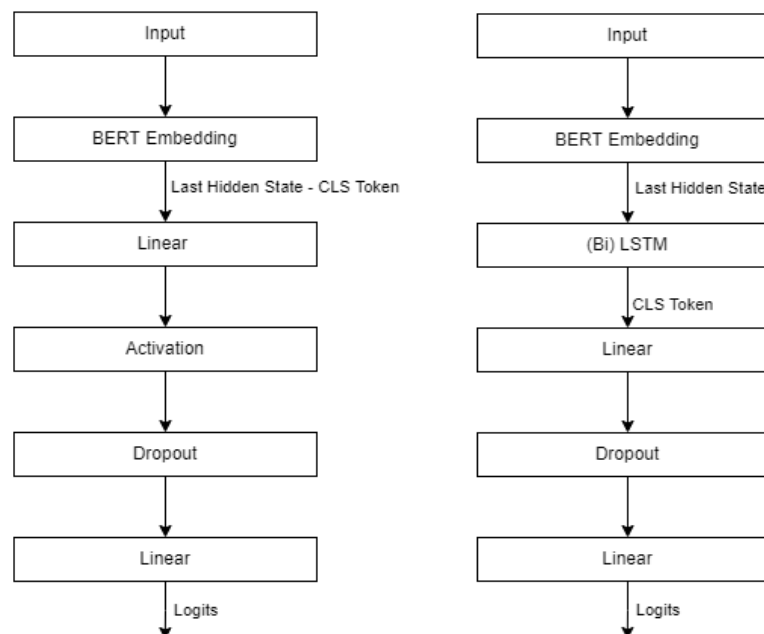 Input
BERT Embedding
Last Hidden State - CLS Token
Linear
Activation
Dropout
Linear
Logits
Input
BERT Embedding
Last Hidden State
(Bi) LSTM
CLS Token
Linear
Dropout
Linear
Logits